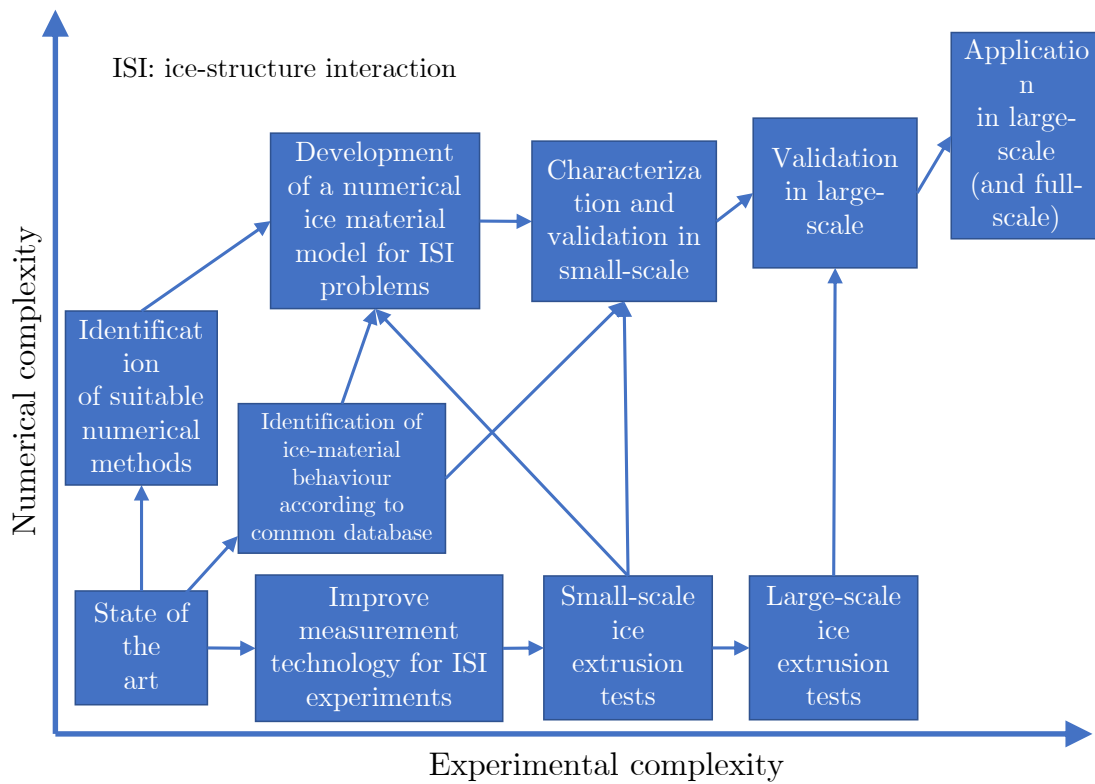 ISI: ice-structure interaction
Applicatio
n
in large-
scale
(and full-
scale)
Development
of a numerical
ice material
model for ISI
problems
Characteriza
tion and
validation in
small-scale
Validation
in large-
scale
Identificat
ion
of suitable
numerical
methods
Identification of
ice-material
behaviour
according to
common database
State of
the
art
Improve
measurement
technology for ISI
experiments
Small-scale
ice
extrusion
tests
Large-scale
ice
extrusion
tests
Numerical complexity
Experimental complexity